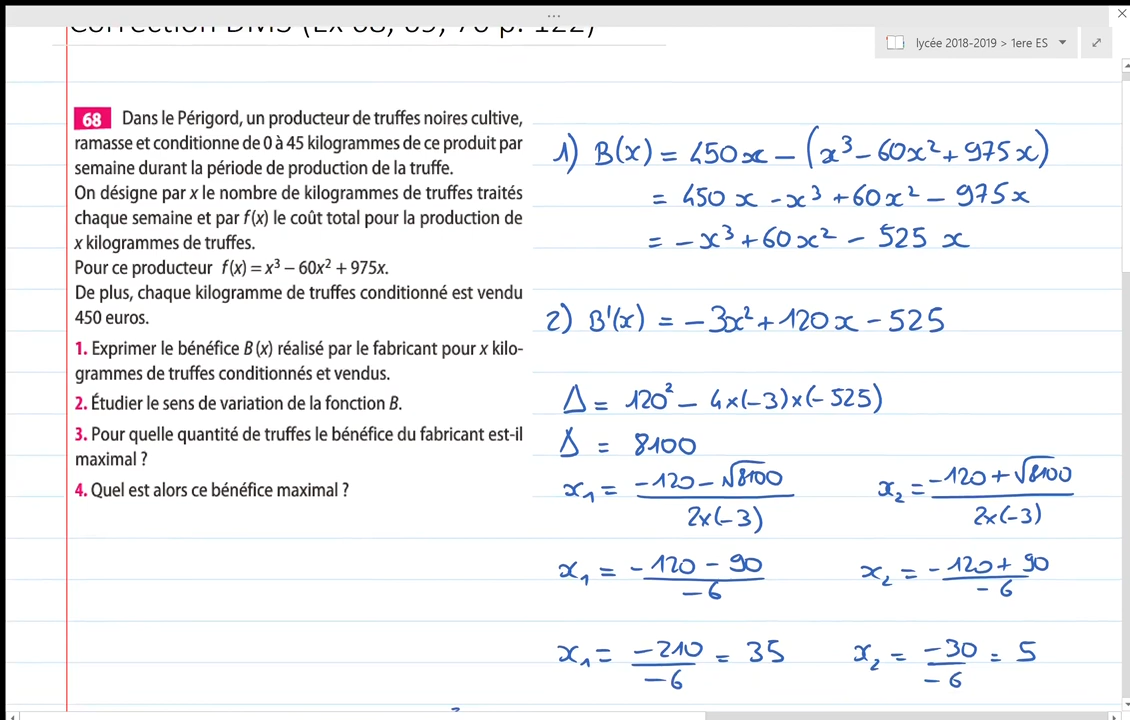 Correction DM5 (Ex 68, 69, 70 p. 122)
lycée 2018-2019 > 1ere ES
68 Dans le Périgord, un producteur de truffes noires cultive,
ramasse et conditionne de 0 à 45 kilogrammes de ce produit par
semaine durant la période de production de la truffe.
On désigne par x le nombre de kilogrammes de truffes traités
chaque semaine et par f(x) le coût total pour la production de
x kilogrammes de truffes.
Pour ce producteur f(x) = x³ – 60x² + 975x.
De plus, chaque kilogramme de truffes conditionné est vendu
450 euros.
1. Exprimer le bénéfice B(x) réalisé par le fabricant pour x kilo-
grammes de truffes conditionnés et vendus.
2. Étudier le sens de variation de la fonction B.
3. Pour quelle quantité de truffes le bénéfice du fabricant est-il
maximal ?
4. Quel est alors ce bénéfice maximal ?
1) B(x) = 450x – (x³ – 60x² + 975x)
= 450x – x³ + 60x² – 975x
= – x³ + 60x² – 525x
2) B'(x) = – 3x² + 120x – 525
Δ = 120² – 4×(–3)×(–525)
Δ = 8100
x₁ = (–120 – √8100) / (2×(–3)) x₂ = (–120 + √8100) / (2×(–3))
x₁ = (–120 – 90) / (–6) x₂ = (–120 + 90) / (–6)
x₁ = –210 / –6 = 35 x₂ = –30 / –6 = 5